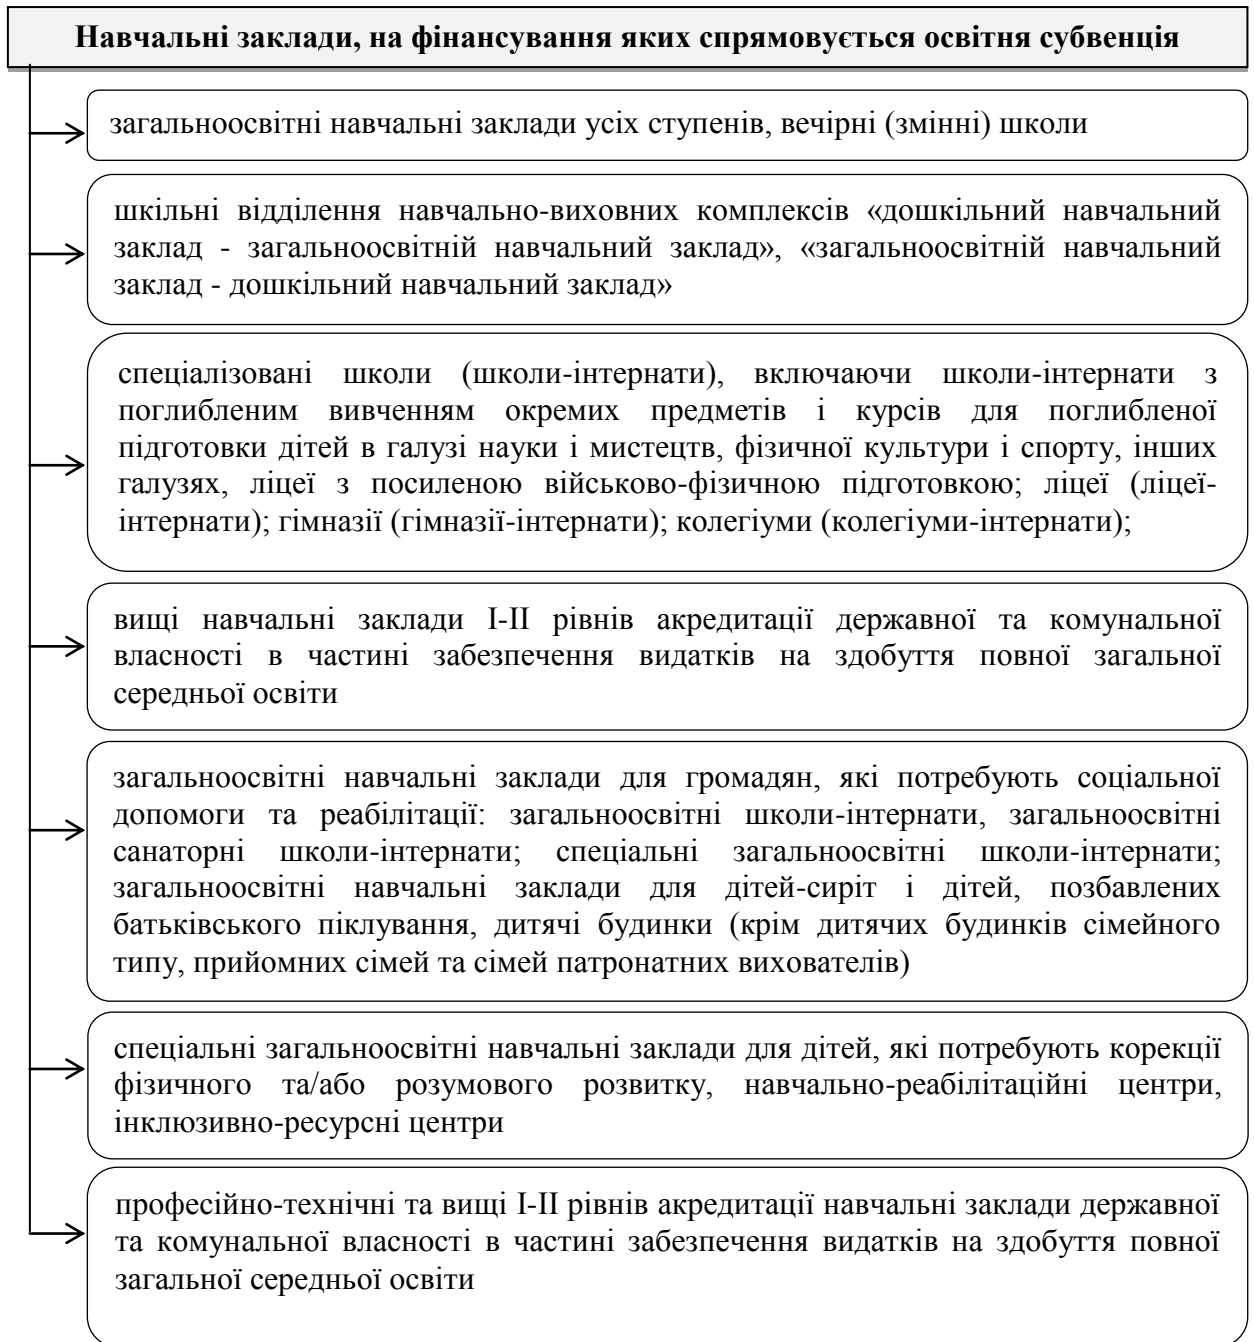 Навчальні заклади, на фінансування яких спрямовується освітня субвенція
загальноосвітні навчальні заклади усіх ступенів, вечірні (змінні) школи
шкільні відділення навчально-виховних комплексів «дошкільний навчальний
заклад - загальноосвітній навчальний заклад», «загальноосвітній навчальний
заклад - дошкільний навчальний заклад»
спеціалізовані школи (школи-інтернати), включаючи школи-інтернати з
поглибленим вивченням окремих предметів і курсів для поглибленої
підготовки дітей в галузі науки і мистецтв, фізичної культури і спорту, інших
галузях, ліцеї з посиленою військово-фізичною підготовкою; ліцеї (ліцеї-
інтернати); гімназії (гімназії-інтернати); колегіуми (колегіуми-інтернати);
вищі навчальні заклади І-ІІ рівнів акредитації державної та комунальної
власності в частині забезпечення видатків на здобуття повної загальної
середньої освіти
загальноосвітні навчальні заклади для громадян, які потребують соціальної
допомоги та реабілітації: загальноосвітні школи-інтернати, загальноосвітні
санаторні школи-інтернати; спеціальні загальноосвітні школи-інтернати;
загальноосвітні навчальні заклади для дітей-сиріт і дітей, позбавлених
батьківського піклування, дитячі будинки (крім дитячих будинків сімейного
типу, прийомних сімей та сімей патронатних вихователів)
спеціальні загальноосвітні навчальні заклади для дітей, які потребують корекції
фізичного та/або розумового розвитку, навчально-реабілітаційні центри,
інклюзивно-ресурсні центри
професійно-технічні та вищі І-ІІ рівнів акредитації навчальні заклади державної
та комунальної власності в частині забезпечення видатків на здобуття повної
загальної середньої освіти